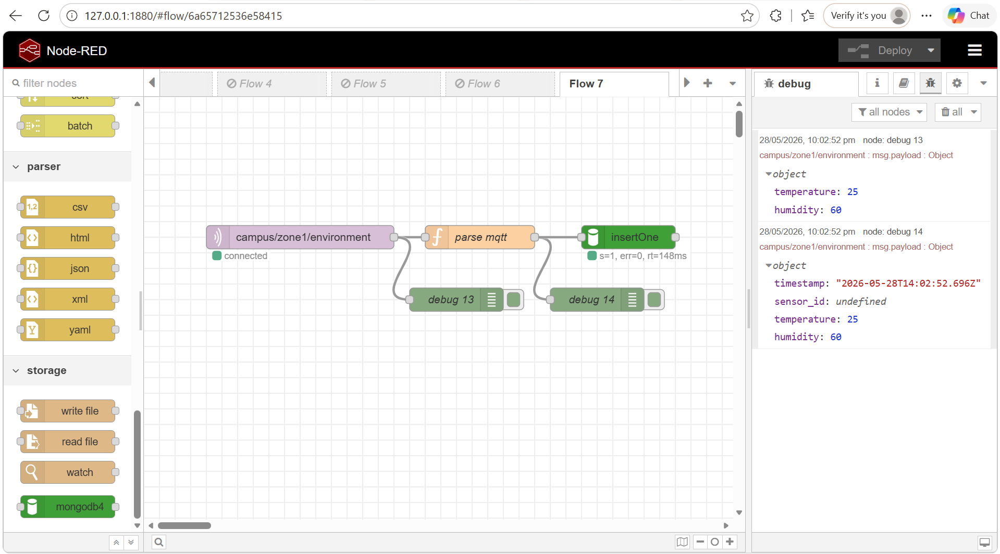 127.0.0.1:1880/#flow/6a65712536e58415
Verify it's you
Chat
Node-RED
Deploy
filter nodes
Flow 4
Flow 5
Flow 6
Flow 7
debug
i
all nodes
all
sort
batch
parser
1,2 csv
html
{} json
xml
Y yaml
storage
write file
read file
watch
mongodb4
campus/zone1/environment
connected
f parse mqtt
insertOne
s=1, err=0, rt=148ms
debug 13
debug 14
28/05/2026, 10:02:52 pm node: debug 13
campus/zone1/environment : msg.payload : Object
object
temperature: 25
humidity: 60
28/05/2026, 10:02:52 pm node: debug 14
campus/zone1/environment : msg.payload : Object
object
timestamp: "2026-05-28T14:02:52.696Z"
sensor_id: undefined
temperature: 25
humidity: 60